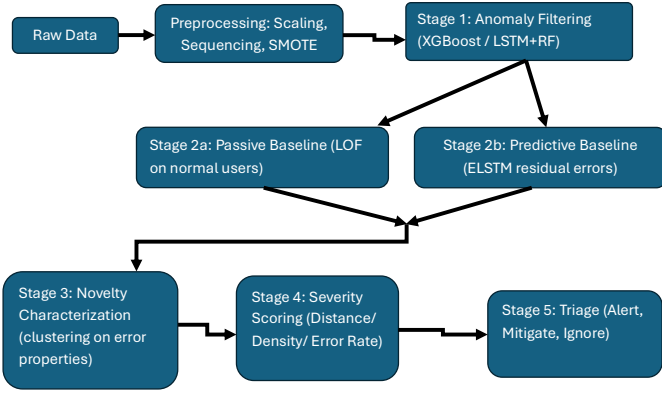 Raw Data
Preprocessing: Scaling,
Sequencing, SMOTE
Stage 1: Anomaly Filtering
(XGBoost / LSTM+RF)
Stage 2a: Passive Baseline (LOF
on normal users)
Stage 2b: Predictive Baseline
(ELSTM residual errors)
Stage 3: Novelty
Characterization
(clustering on error
properties)
Stage 4: Severity
Scoring (Distance/
Density/ Error Rate)
Stage 5: Triage (Alert,
Mitigate, Ignore)